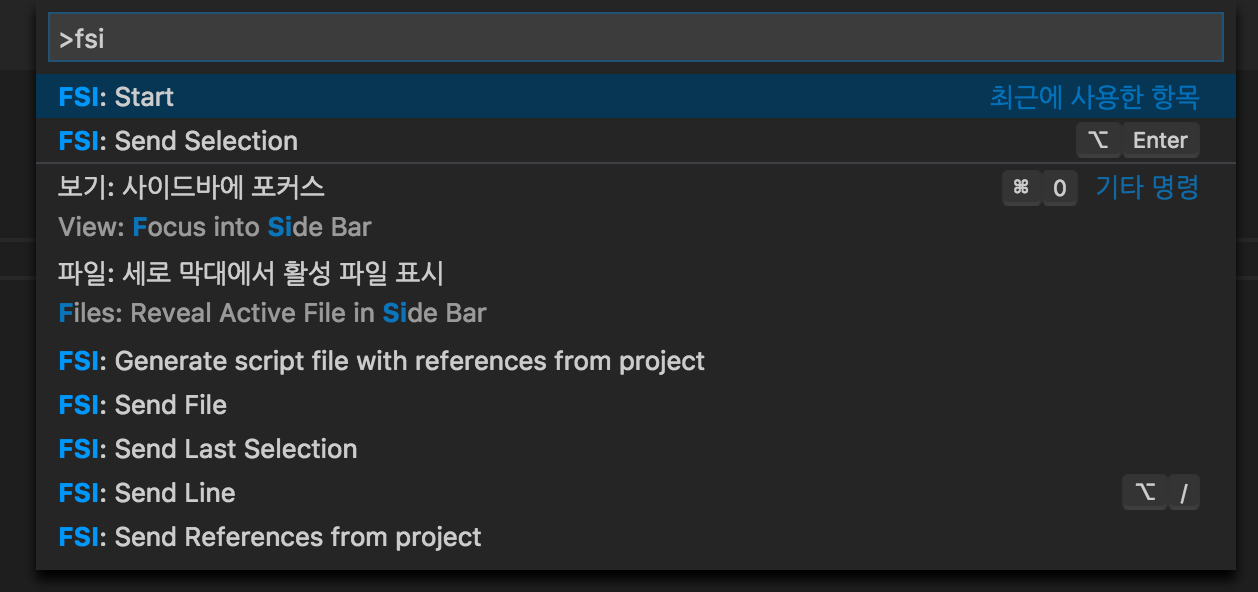 >fsi
FSI: Start 최근에 사용한 항목
FSI: Send Selection ⌥ Enter
보기: 사이드바에 포커스 ⌘ 0 기타 명령
View: Focus into Side Bar
파일: 세로 막대에서 활성 파일 표시
Files: Reveal Active File in Side Bar
FSI: Generate script file with references from project
FSI: Send File
FSI: Send Last Selection
FSI: Send Line ⌥ /
FSI: Send References from project